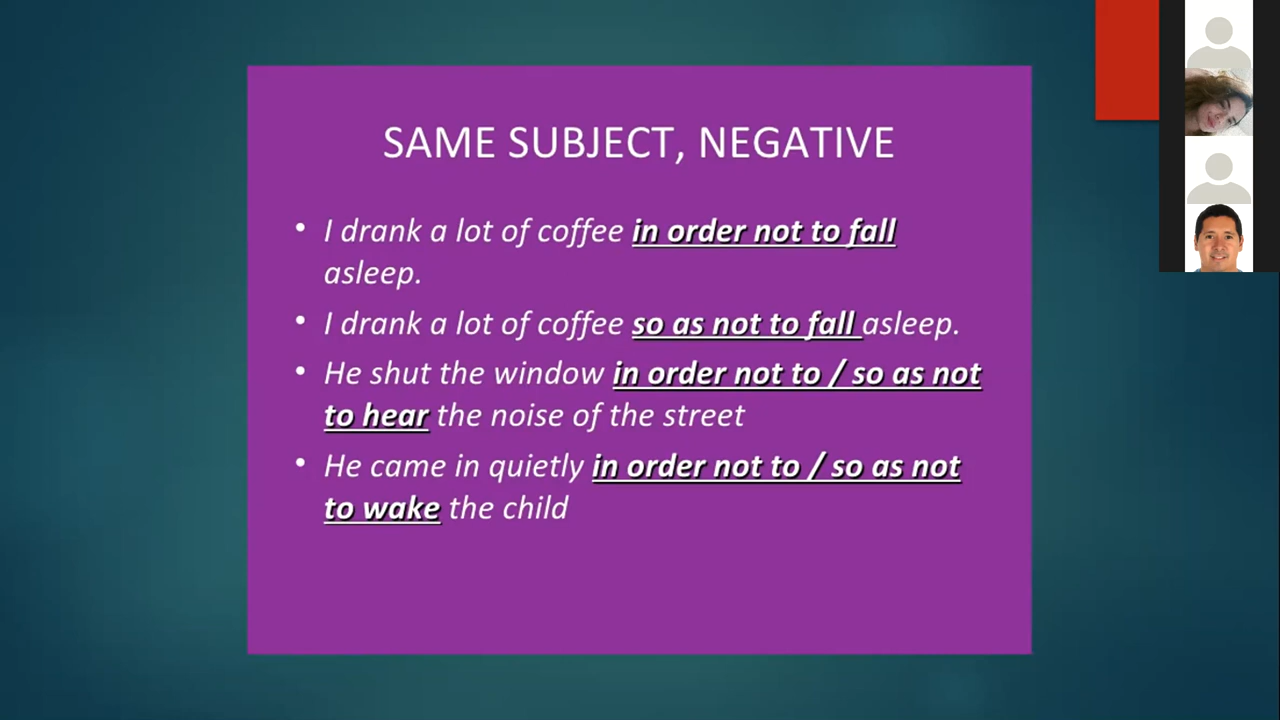 SAME SUBJECT, NEGATIVE
• I drank a lot of coffee in order not to fall
asleep.
• I drank a lot of coffee so as not to fall asleep.
• He shut the window in order not to / so as not
to hear the noise of the street
• He came in quietly in order not to / so as not
to wake the child